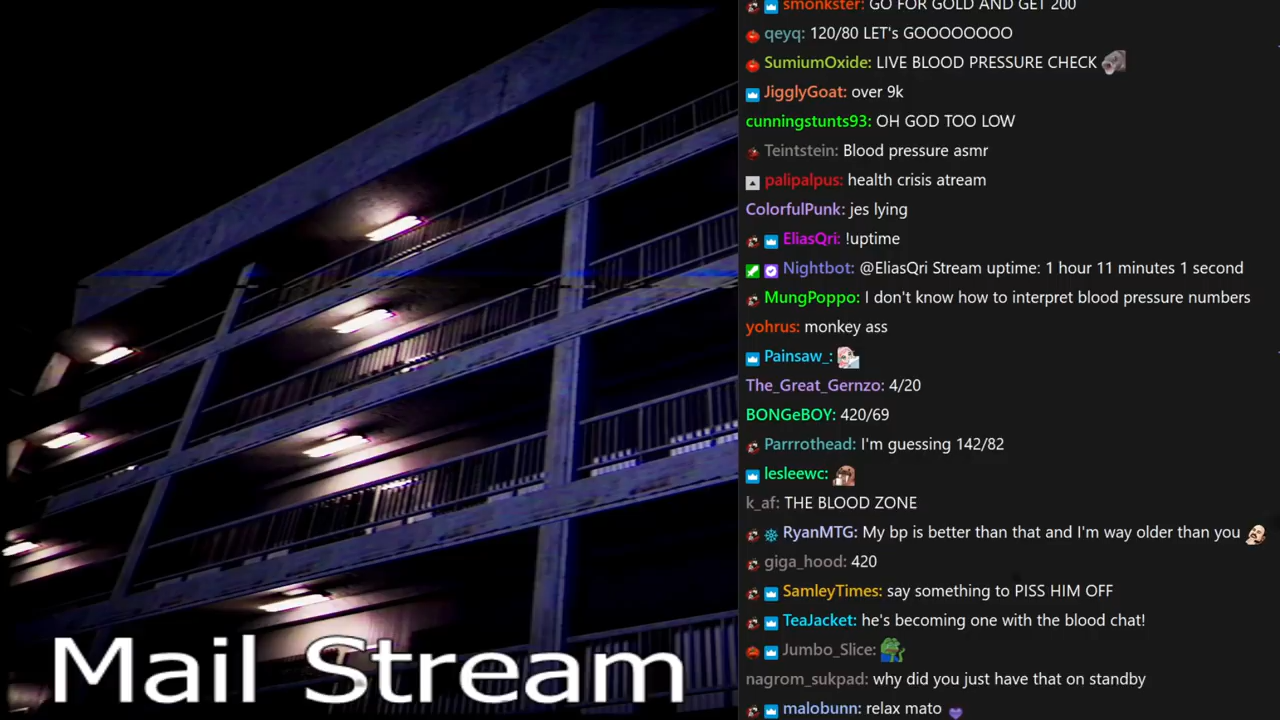 smonkster: GO FOR GOLD AND GET 200
qeyq: 120/80 LET's GOOOOOOOO
SumiumOxide: LIVE BLOOD PRESSURE CHECK
JigglyGoat: over 9k
cunningstunts93: OH GOD TOO LOW
Teintstein: Blood pressure asmr
palipalpus: health crisis atream
ColorfulPunk: jes lying
EliasQri: !uptime
Nightbot: @EliasQri Stream uptime: 1 hour 11 minutes 1 second
MungPoppo: I don't know how to interpret blood pressure numbers
yohrus: monkey ass
Painsaw_:
The_Great_Gernzo: 4/20
BONGeBOY: 420/69
Parrrothead: I'm guessing 142/82
lesleewc:
k_af: THE BLOOD ZONE
RyanMTG: My bp is better than that and I'm way older than you
giga_hood: 420
SamleyTimes: say something to PISS HIM OFF
TeaJacket: he's becoming one with the blood chat!
Jumbo_Slice:
nagrom_sukpad: why did you just have that on standby
malobunn: relax mato
Mail Stream